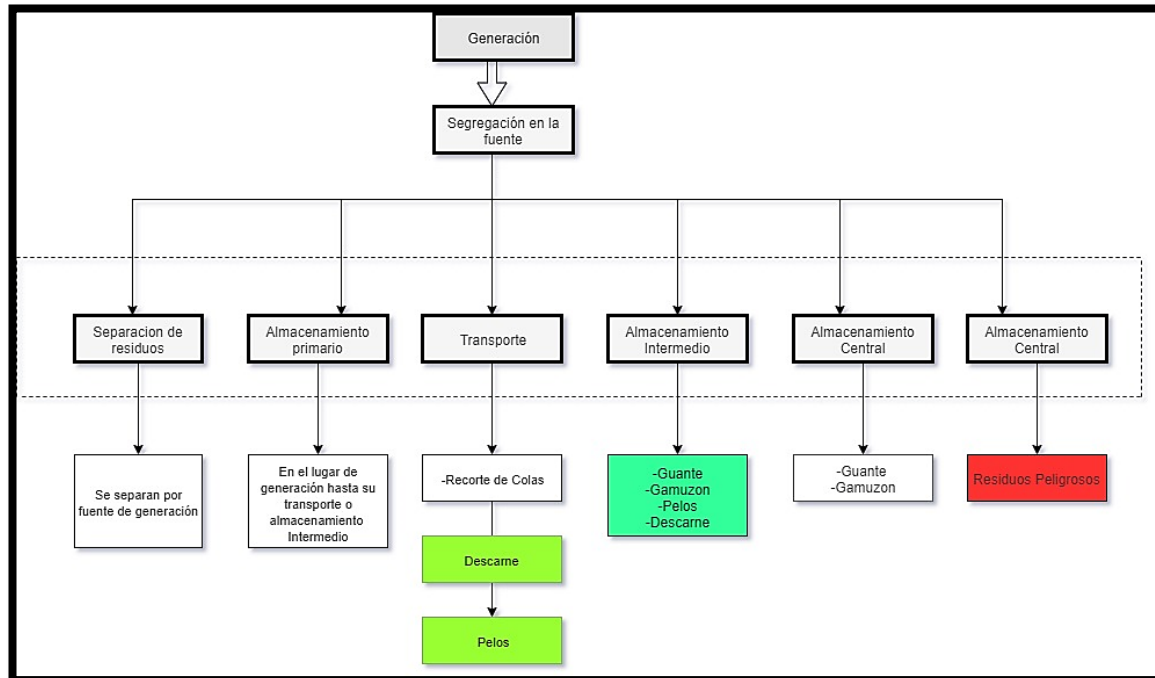 Generación
Segregación en la
fuente
Separacion de
residuos
Almacenamiento
primario
Transporte
Almacenamiento
Intermedio
Almacenamiento
Central
Almacenamiento
Central
Se separan por
fuente de generación
En el lugar de
generación hasta su
transporte o
almacenamiento
Intermedio
-Recorte de Colas
Descarne
Pelos
-Guante
-Gamuzon
-Pelos
-Descarne
-Guante
-Gamuzon
Residuos Peligrosos